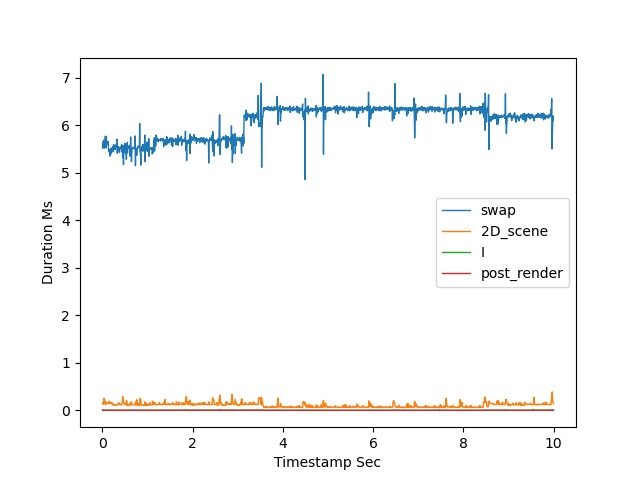 7
6
5
4
3
2
1
0
Duration Ms
swap
2D_scene
I
post_render
0 2 4 6 8 10
Timestamp Sec